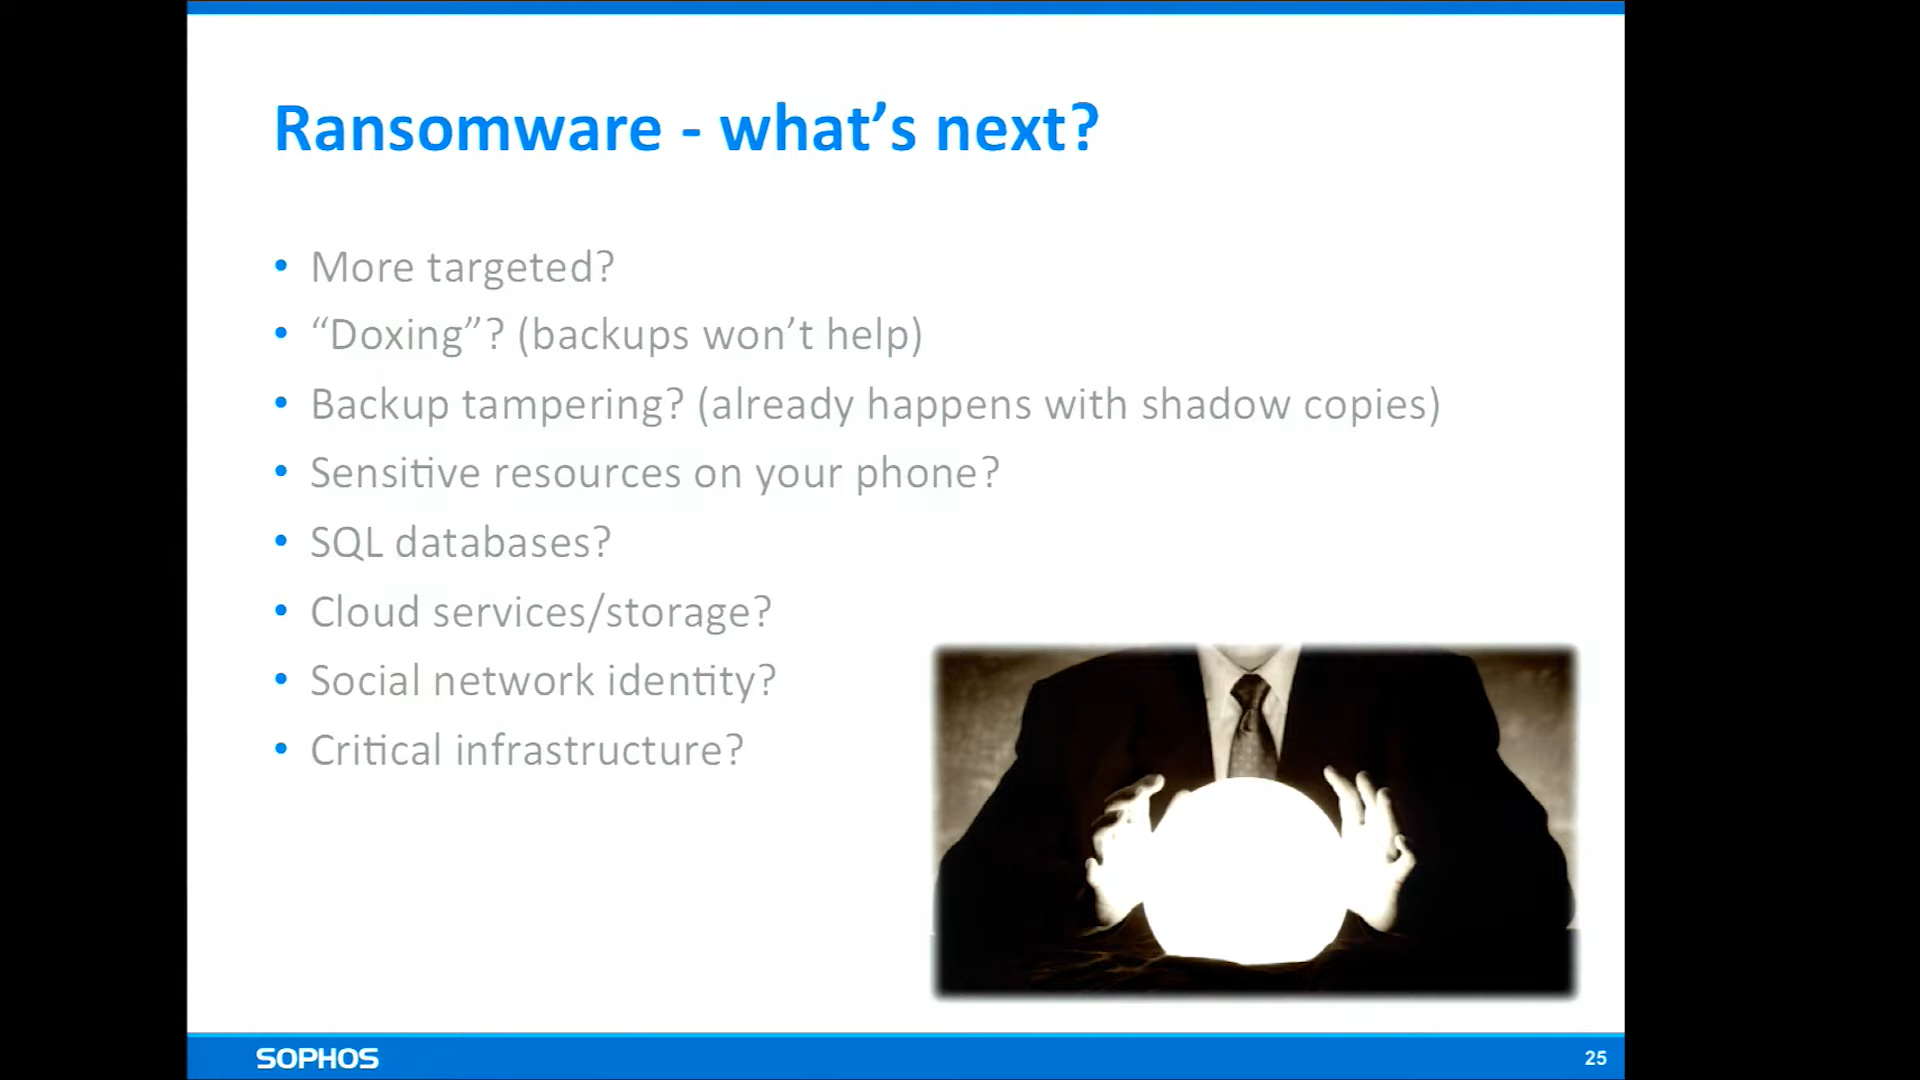 Ransomware - what’s next?
• More targeted?
• “Doxing”? (backups won’t help)
• Backup tampering? (already happens with shadow copies)
• Sensitive resources on your phone?
• SQL databases?
• Cloud services/storage?
• Social network identity?
• Critical infrastructure?
SOPHOS
25